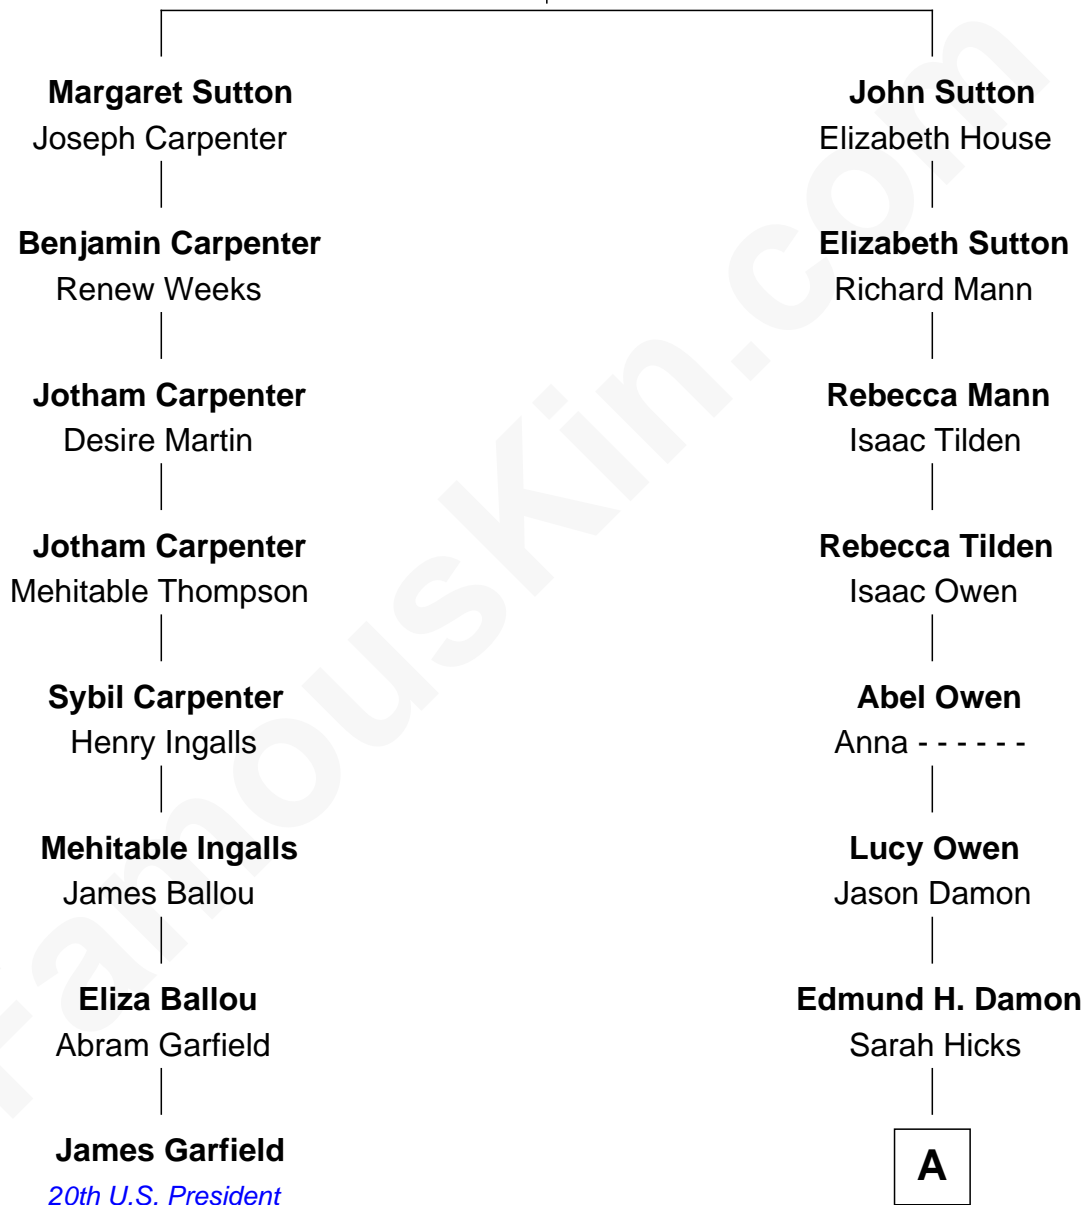 Margaret Sutton
Joseph Carpenter
John Sutton
Elizabeth House
Benjamin Carpenter
Renew Weeks
Elizabeth Sutton
Richard Mann
Jotham Carpenter
Desire Martin
Rebecca Mann
Isaac Tilden
Jotham Carpenter
Mehitable Thompson
Rebecca Tilden
Isaac Owen
Sybil Carpenter
Henry Ingalls
Abel Owen
Anna - - - - - -
Mehitable Ingalls
James Ballou
Lucy Owen
Jason Damon
Eliza Ballou
Abram Garfield
Edmund H. Damon
Sarah Hicks
James Garfield
20th U.S. President
A
FamousKin.com